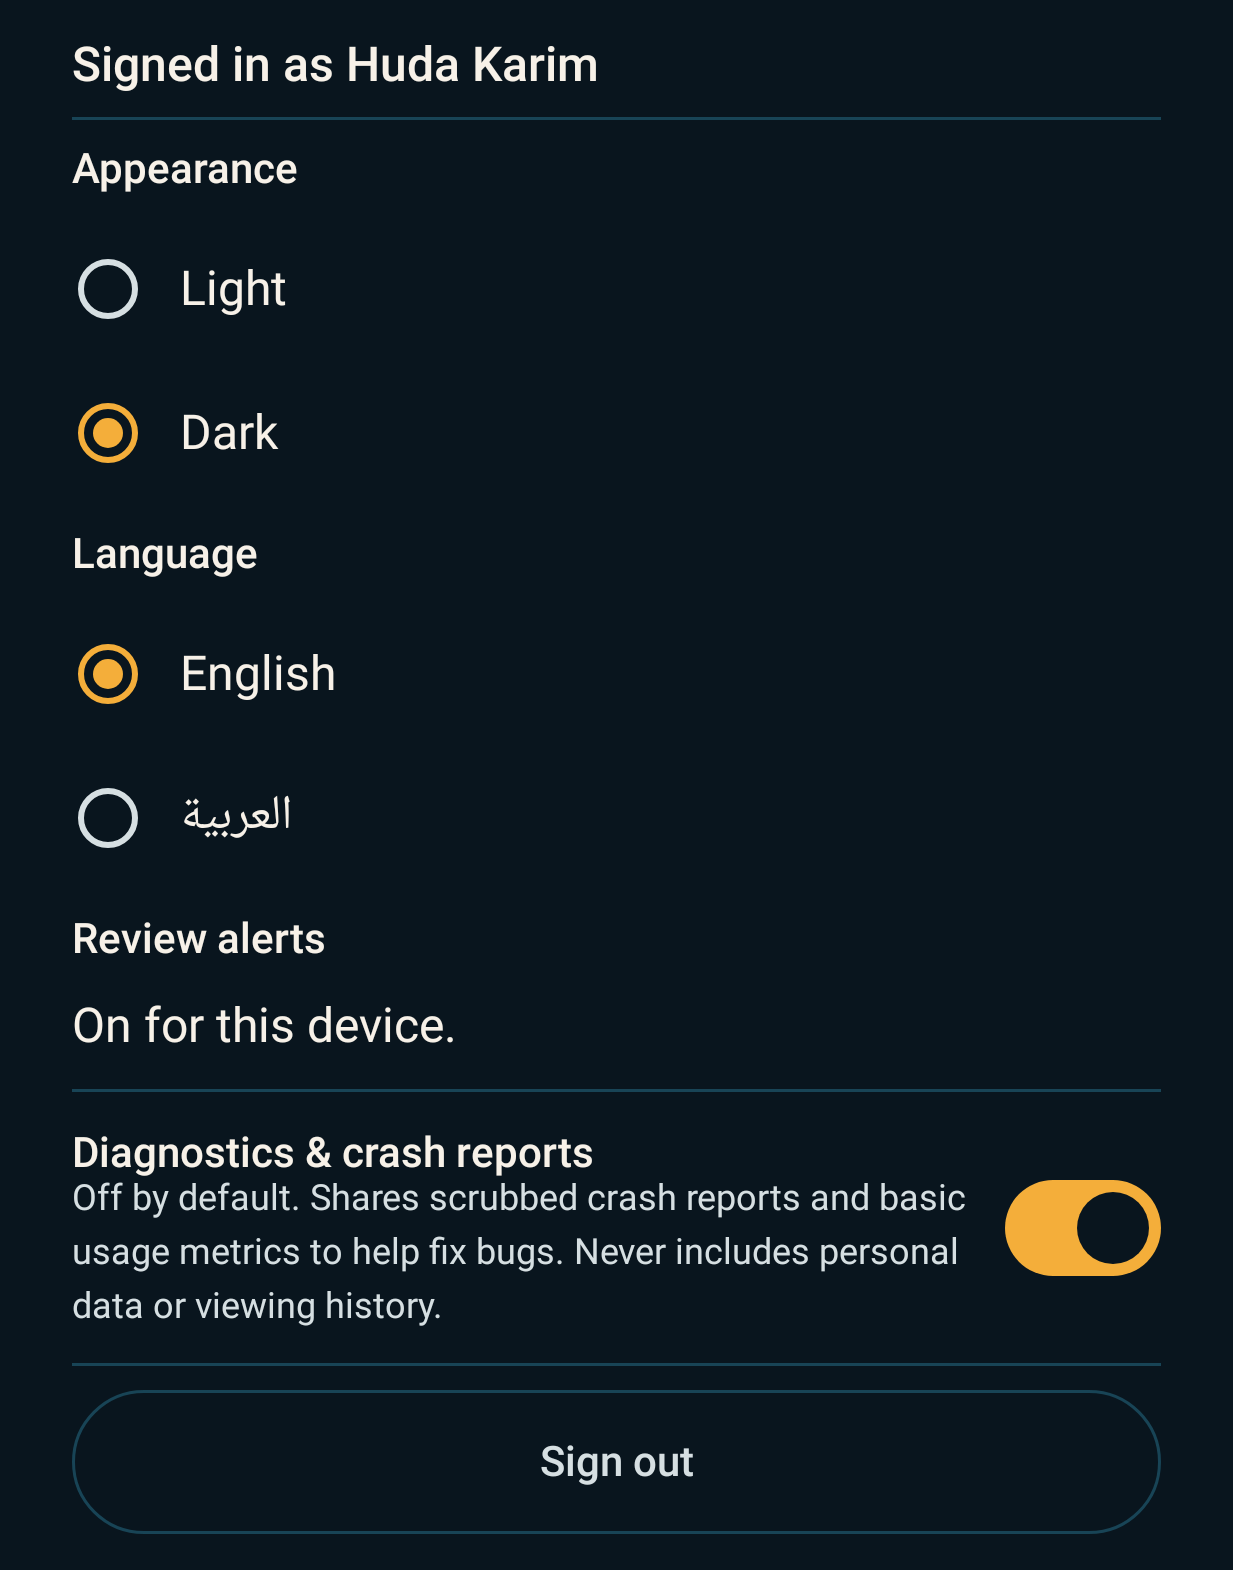 Signed in as Huda Karim
Appearance
Light
Dark
Language
English
العربية
Review alerts
On for this device.
Diagnostics & crash reports
Off by default. Shares scrubbed crash reports and basic
usage metrics to help fix bugs. Never includes personal
data or viewing history.
Sign out